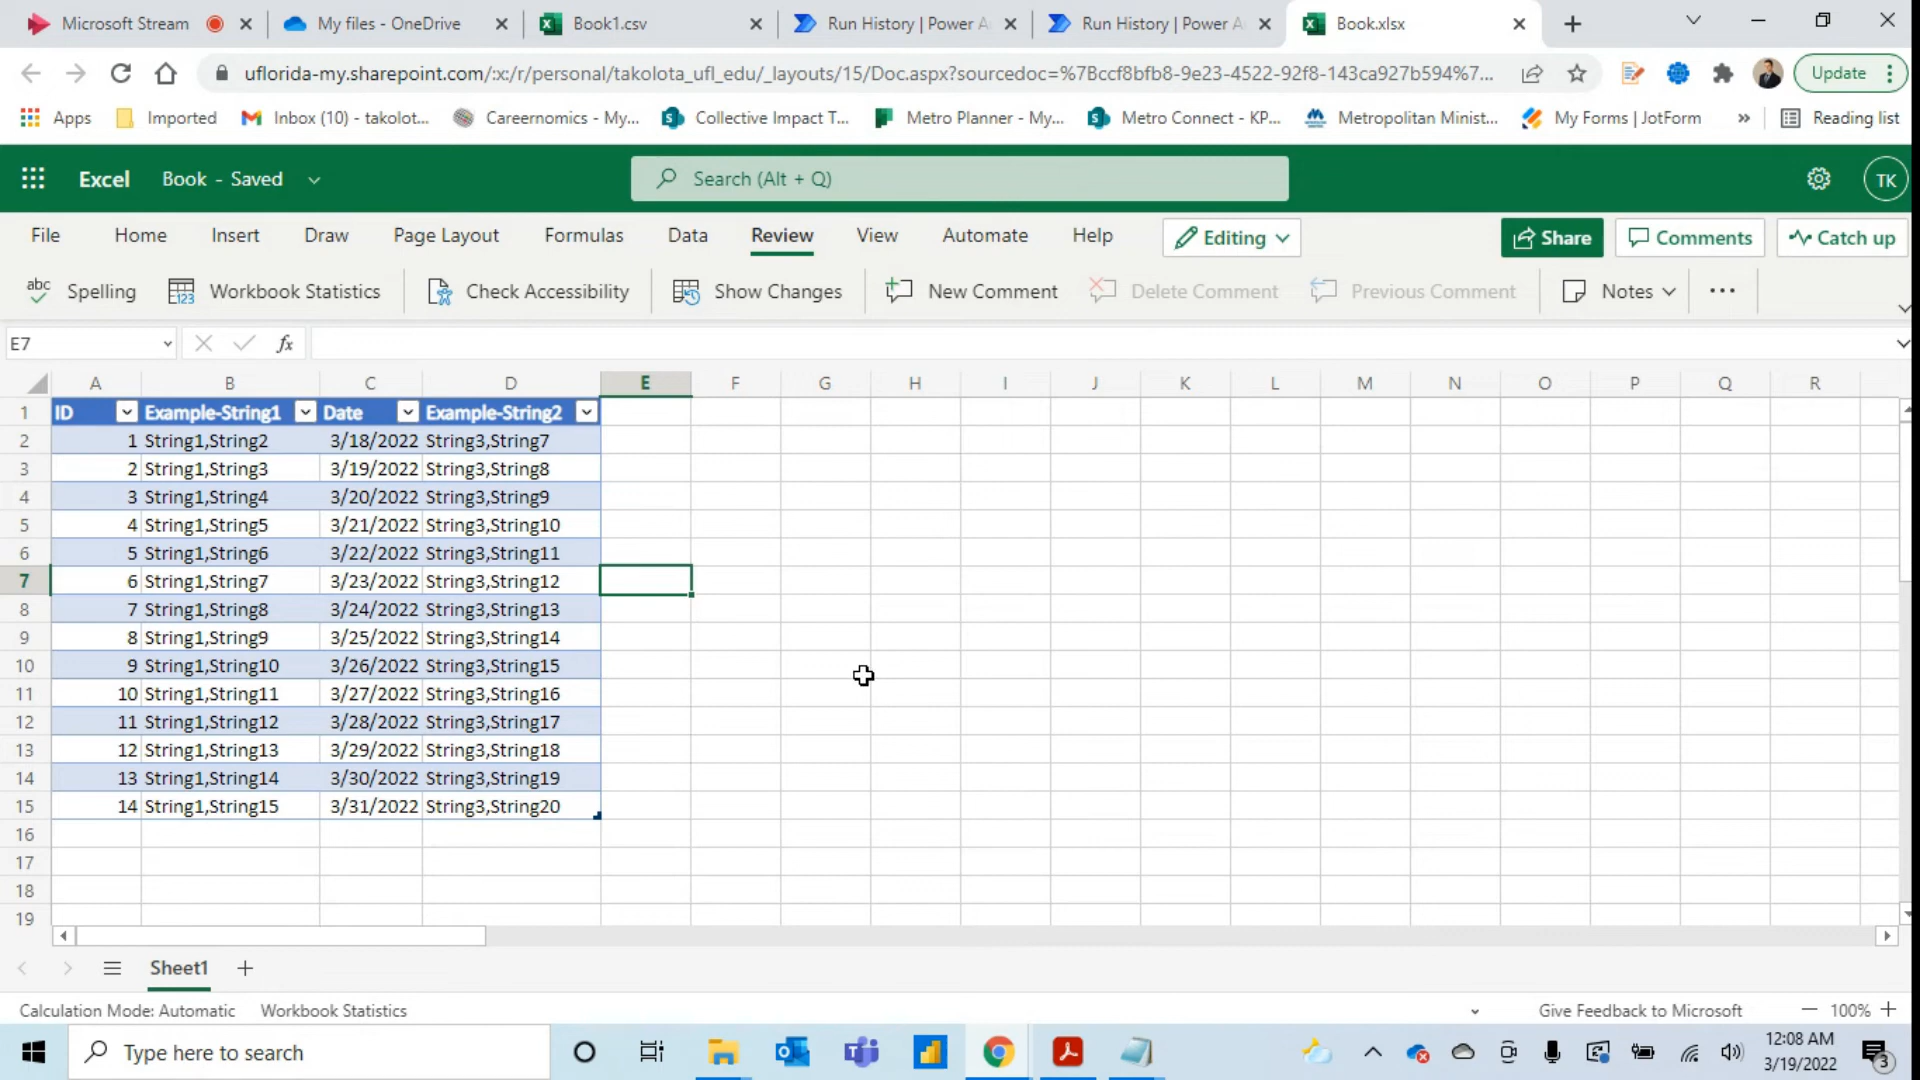 Microsoft Stream My files - OneDrive Book1.csv Run History | Power A Run History | Power A Book.xlsx
uflorida-my.sharepoint.com/:x:/r/personal/takolota_ufl_edu/_layouts/15/Doc.aspx?sourcedoc=%7Bccf8bfb8-9e23-4522-92f8-143ca927b594%7... Update
Apps Imported Inbox (10) - takolot... Careernomics - My... Collective Impact T... Metro Planner - My... Metro Connect - KP... Metropolitan Minist... My Forms | JotForm » Reading list
Excel Book - Saved Search (Alt + Q) TK
File Home Insert Draw Page Layout Formulas Data Review View Automate Help Editing Share Comments Catch up
abc Spelling 123 Workbook Statistics Check Accessibility Show Changes New Comment Delete Comment Previous Comment Notes ...
E7 fx
A B C D E F G H I J K L M N O P Q R
1 ID Example-String1 Date Example-String2
2 1 String1,String2 3/18/2022 String3,String7
3 2 String1,String3 3/19/2022 String3,String8
4 3 String1,String4 3/20/2022 String3,String9
5 4 String1,String5 3/21/2022 String3,String10
6 5 String1,String6 3/22/2022 String3,String11
7 6 String1,String7 3/23/2022 String3,String12
8 7 String1,String8 3/24/2022 String3,String13
9 8 String1,String9 3/25/2022 String3,String14
10 9 String1,String10 3/26/2022 String3,String15
11 10 String1,String11 3/27/2022 String3,String16
12 11 String1,String12 3/28/2022 String3,String17
13 12 String1,String13 3/29/2022 String3,String18
14 13 String1,String14 3/30/2022 String3,String19
15 14 String1,String15 3/31/2022 String3,String20
16
17
18
19
Sheet1
Calculation Mode: Automatic Workbook Statistics Give Feedback to Microsoft 100%
Type here to search 12:08 AM
3/19/2022 3